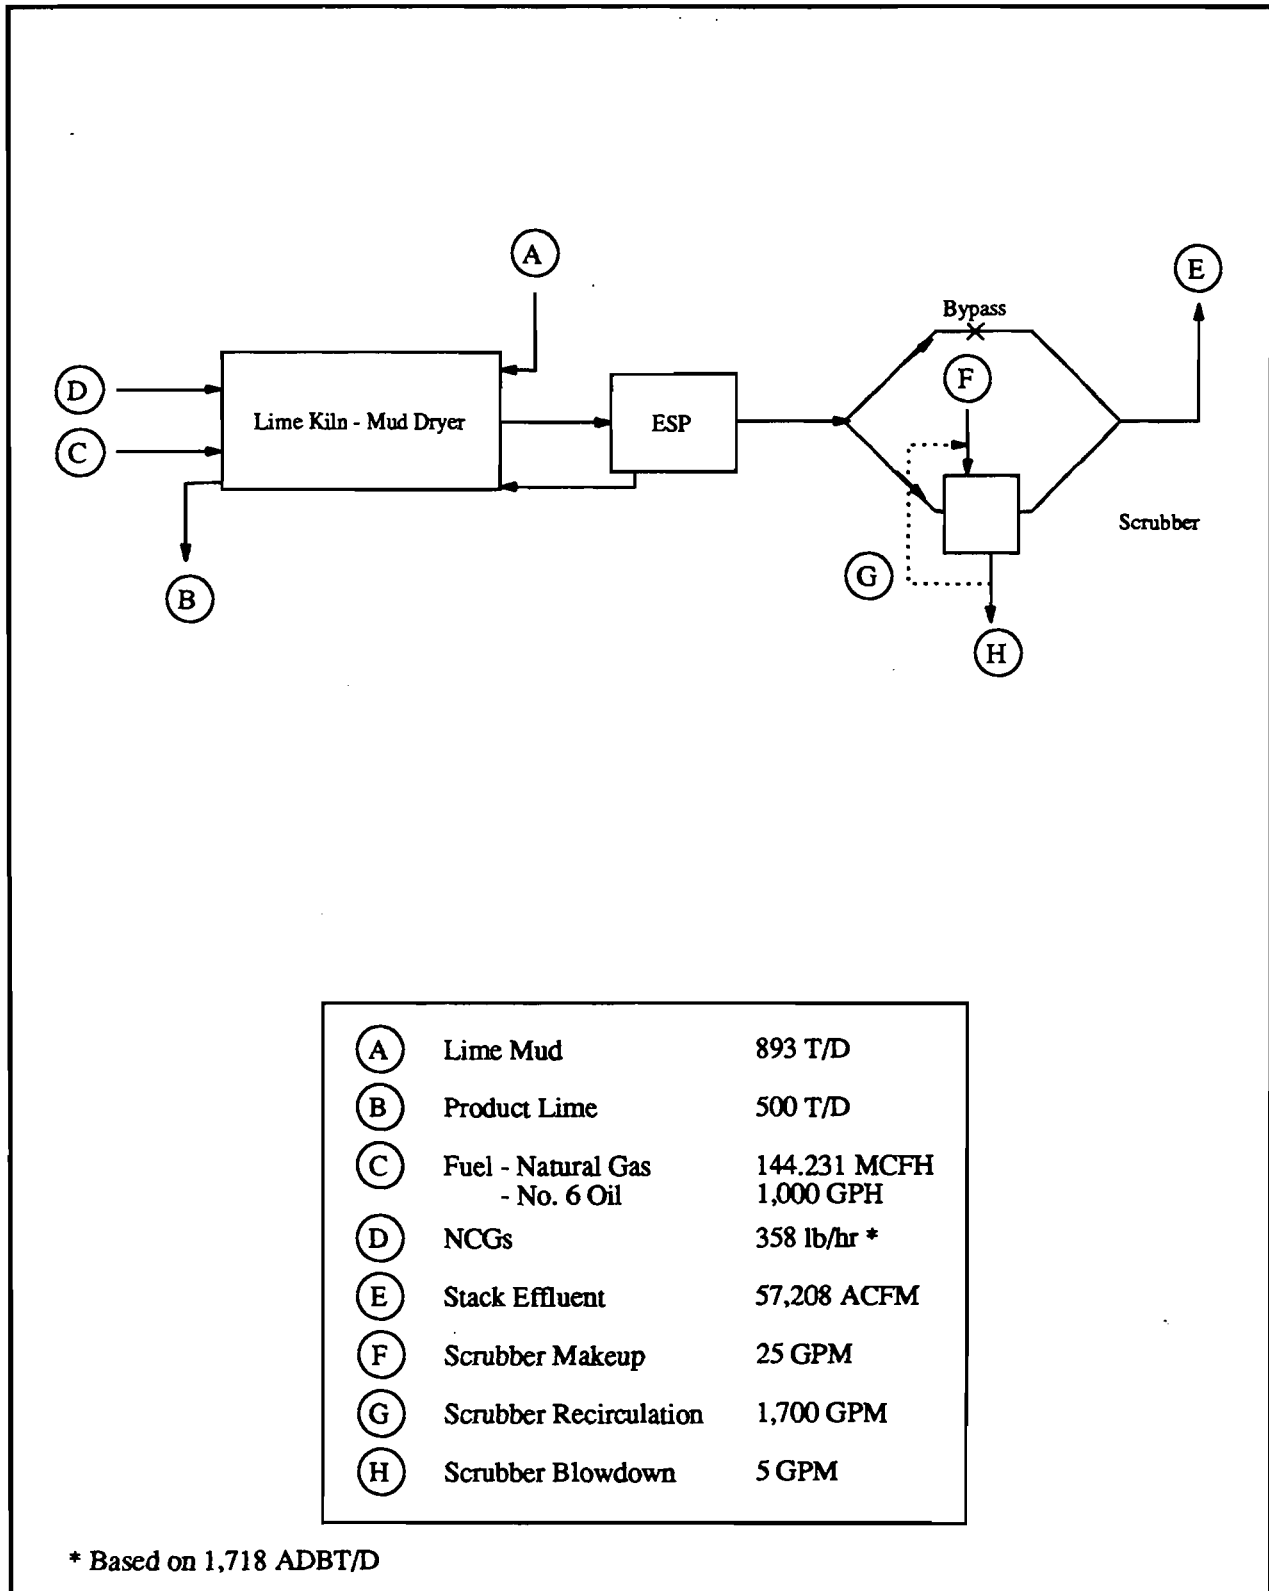 A
E
Bypass
F
D
Lime Kiln - Mud Dryer
ESP
C
Scrubber
G
B
H
A Lime Mud 893 T/D
B Product Lime 500 T/D
C Fuel - Natural Gas 144.231 MCFH
- No. 6 Oil 1,000 GPH
D NCGs 358 lb/hr *
E Stack Effluent 57,208 ACFM
F Scrubber Makeup 25 GPM
G Scrubber Recirculation 1,700 GPM
H Scrubber Blowdown 5 GPM
* Based on 1,718 ADBT/D